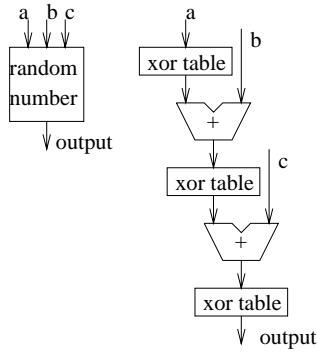 a b c
random
number
output
a
b
xor table
+
c
xor table
+
xor table
output